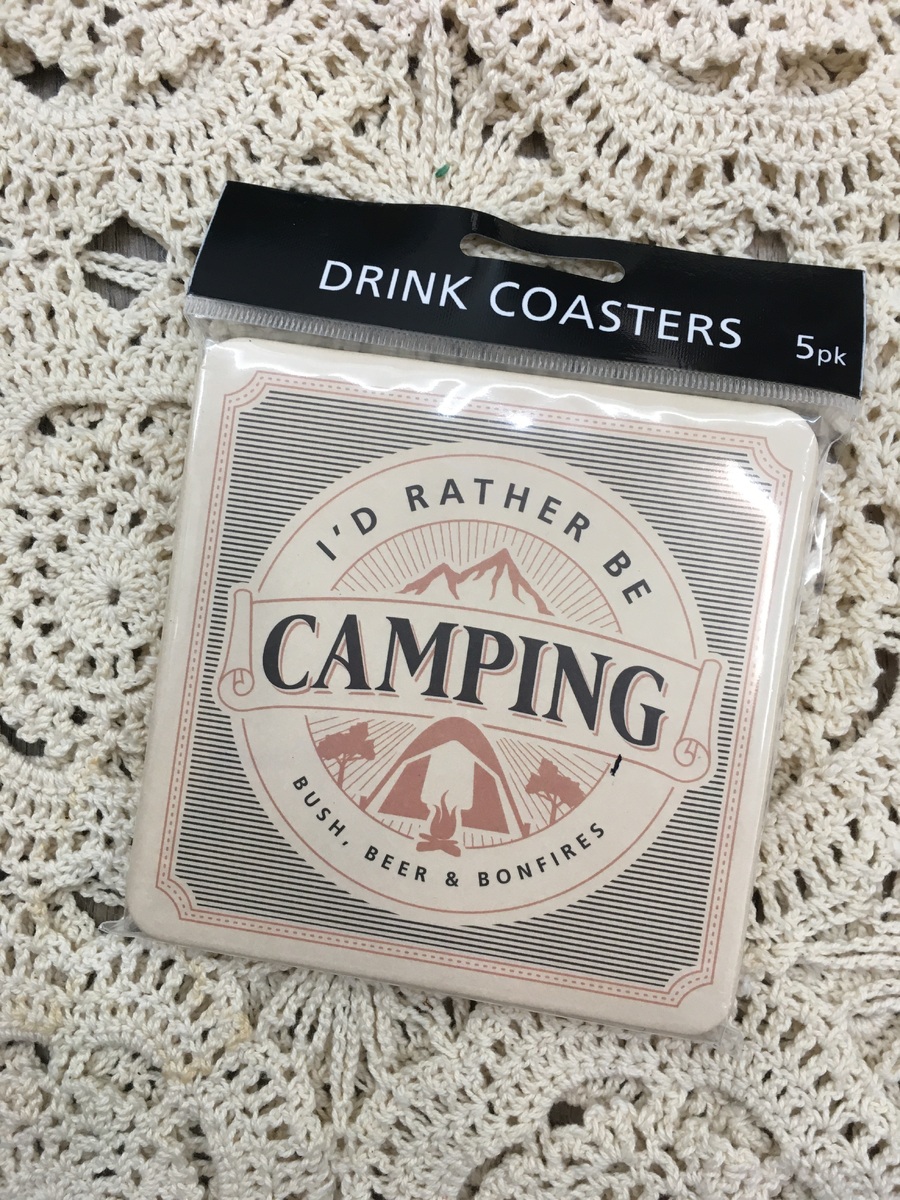 DRINK COASTERS 5pk
I'D RATHER BE
CAMPING
BUSH, BEER & BONFIRES